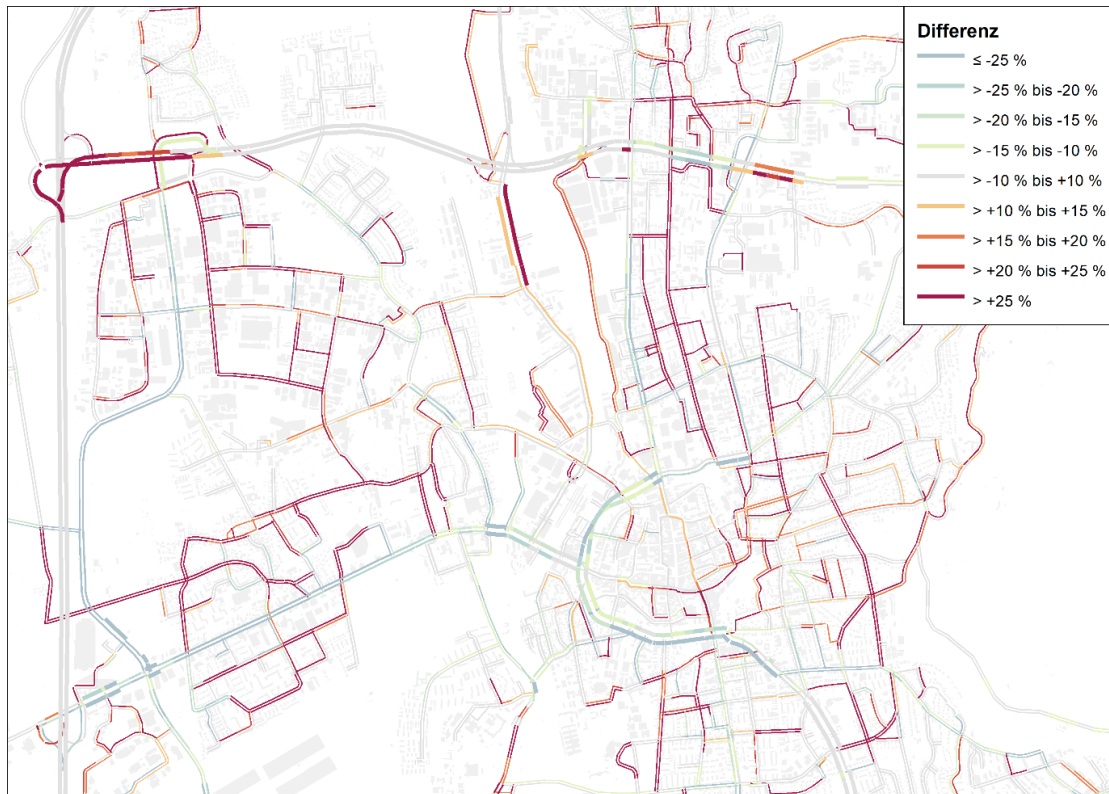 Differenz
≤ -25 %
> -25 % bis -20 %
> -20 % bis -15 %
> -15 % bis -10 %
> -10 % bis +10 %
> +10 % bis +15 %
> +15 % bis +20 %
> +20 % bis +25 %
> +25 %